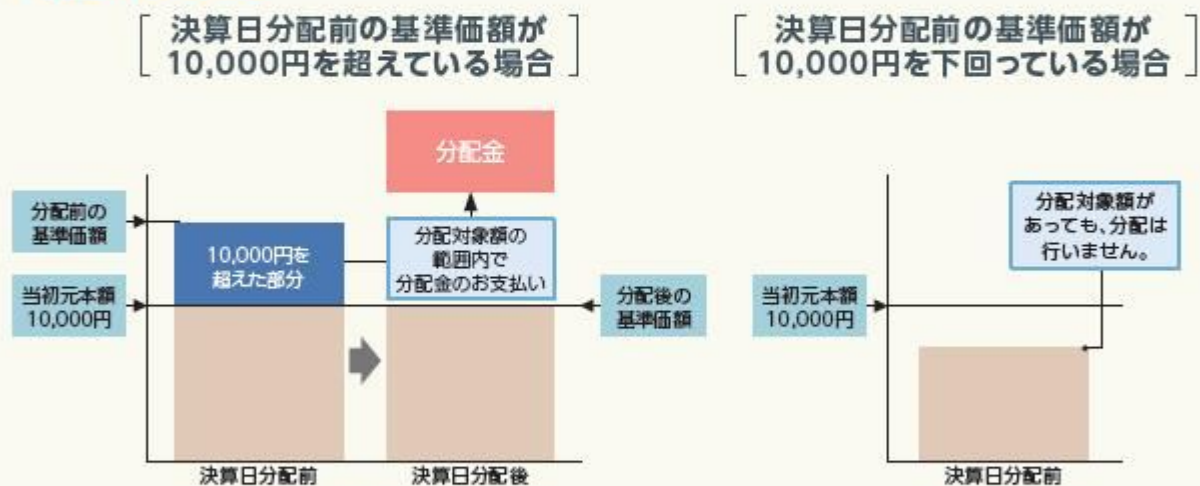 決算日分配前の基準価額が
10,000円を超えている場合
分配金
分配前の
基準価額
10,000円を
超えた部分
分配対象額の
範囲内で
分配金のお支払い
当初元本額
10,000円
分配後の
基準価額
決算日分配前
決算日分配後
決算日分配前の基準価額が
10,000円を下回っている場合
分配対象額が
あっても、分配は
行いません。
当初元本額
10,000円
決算日分配前